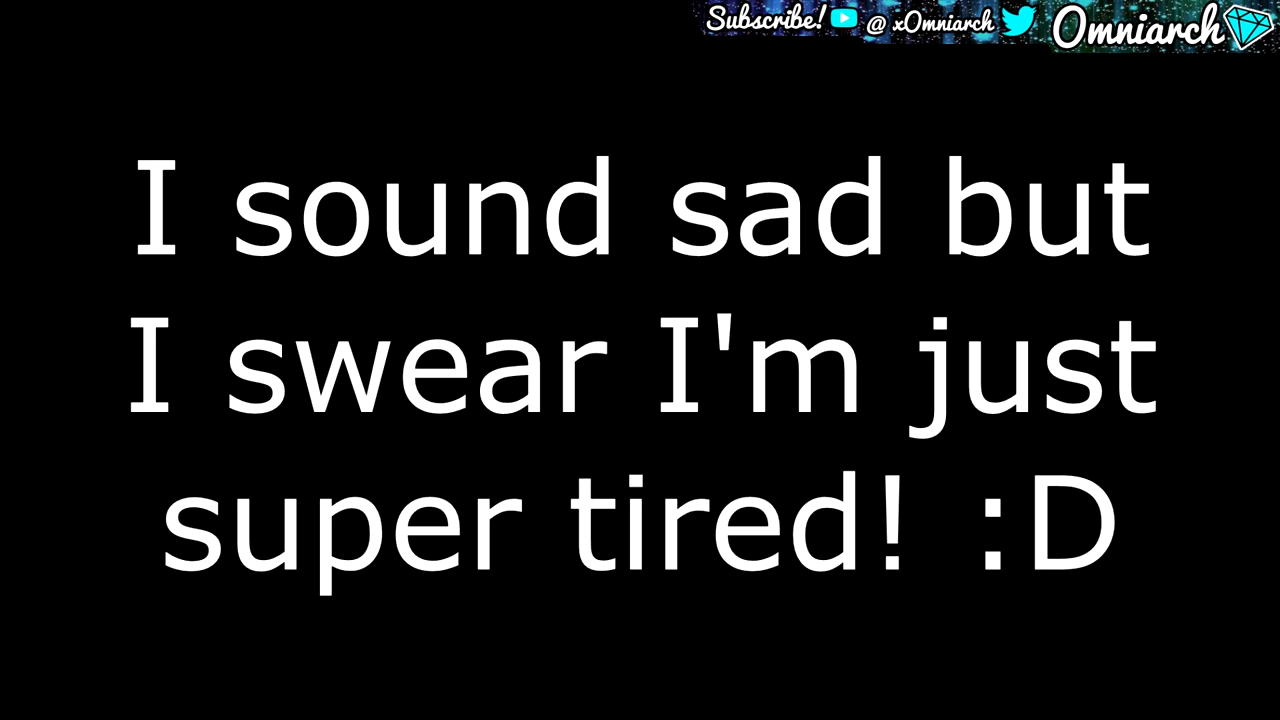 Subscribe! @ xOmniarch Omniarch
I sound sad but
I swear I'm just
super tired! :D